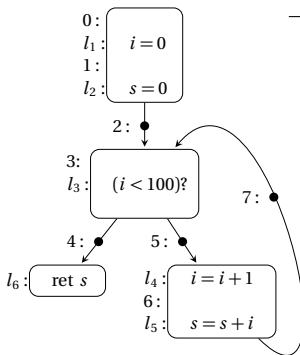 0:
l₁: i = 0
1:
l₂: s = 0
2:
3:
l₃: (i < 100)?
7:
4: 5:
l₆: ret s
l₄: i = i + 1
6:
l₅: s = s + i